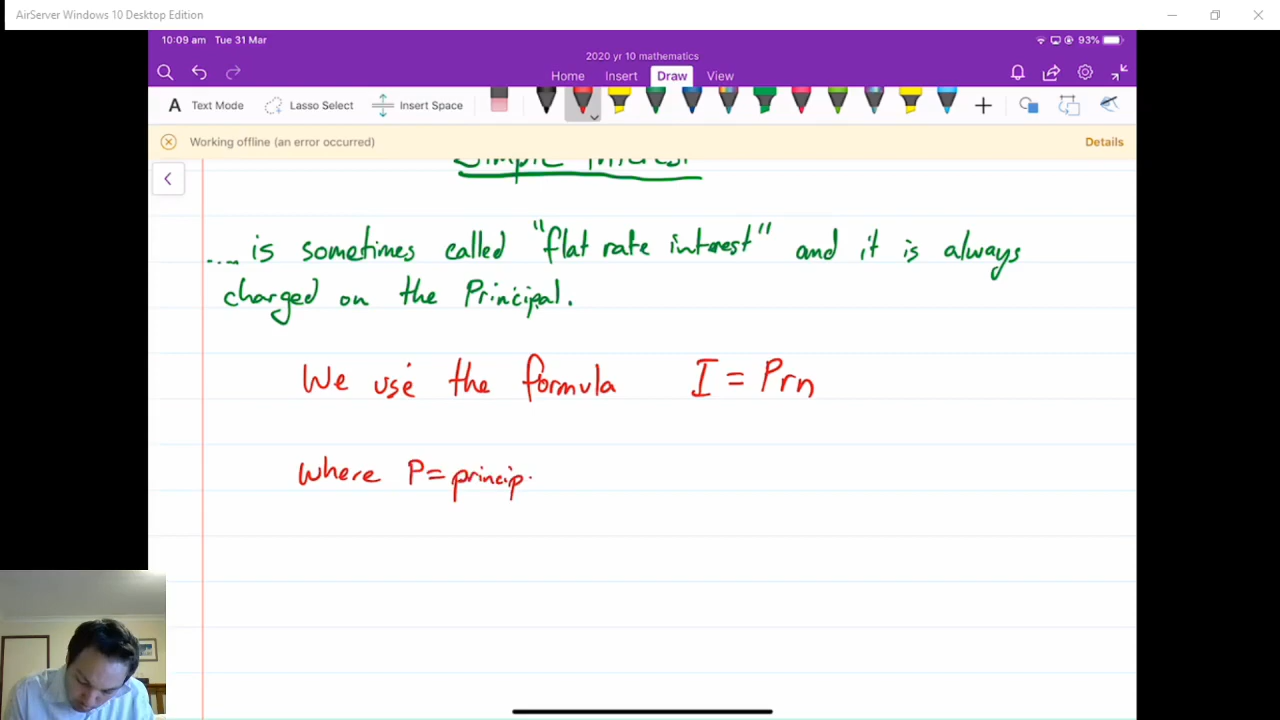 AirServer Windows 10 Desktop Edition
10:09 am Tue 31 Mar
93%
2020 yr 10 mathematics
Home Insert Draw View
A Text Mode Lasso Select Insert Space
Working offline (an error occurred) Details
Simple Interest
.... is sometimes called "flat rate interest" and it is always
charged on the Principal.
We use the formula I = Prn
where P = princip